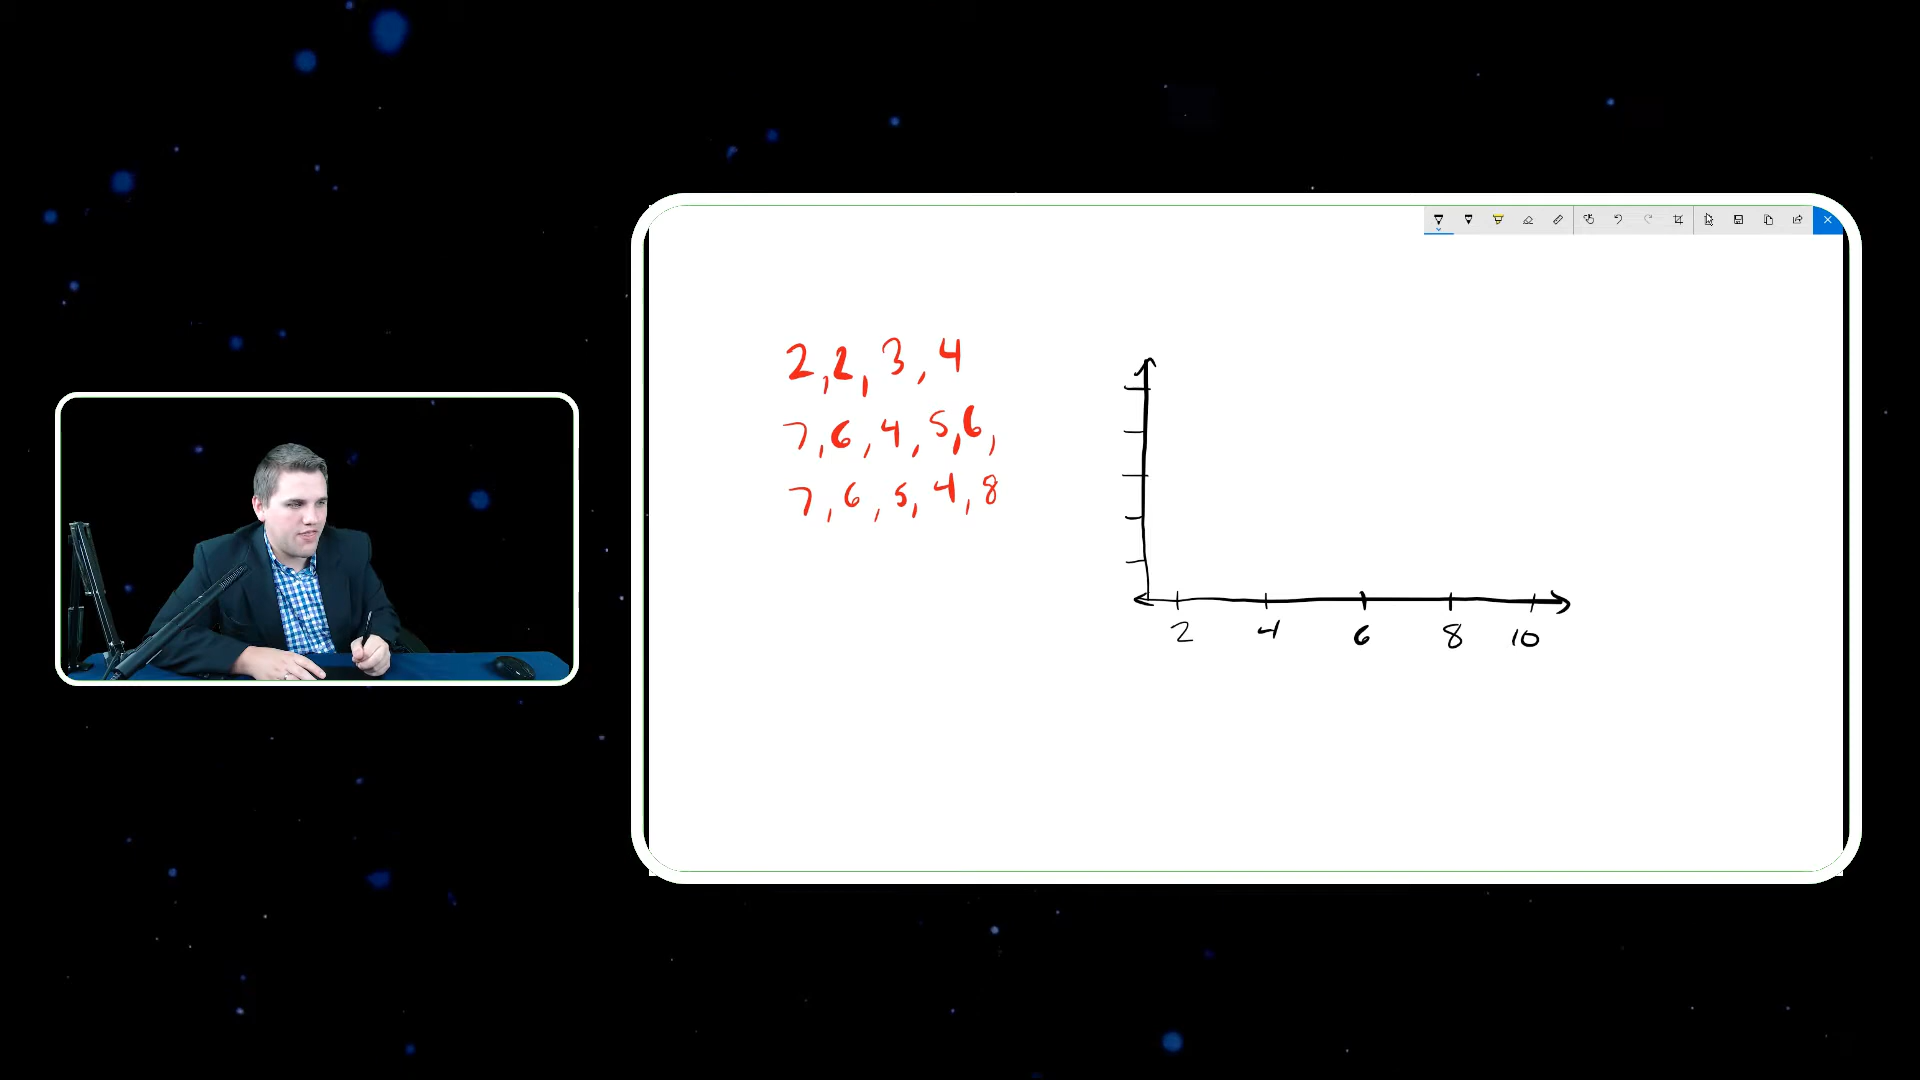 2, 2, 3, 4
7, 6, 4, 5, 6,
7, 6, 5, 4, 8
2 4 6 8 10